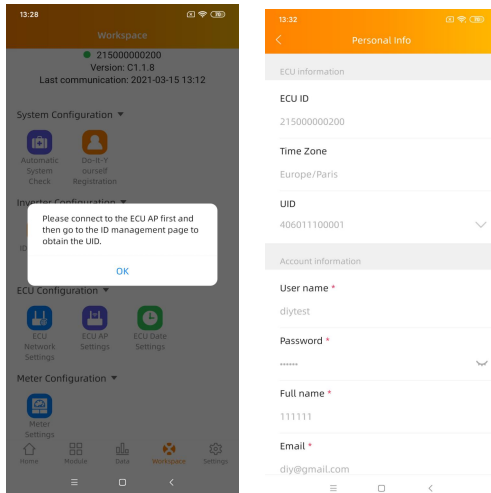 13:28
Workspace
215000000200
Version: C1.1.8
Last communication: 2021-03-15 13:12
System Configuration
Automatic
System
Check
Do-It-Y
ourself
Registration
Inverter Configuration
ID
Please connect to the ECU AP first and
then go to the ID management page to
obtain the UID.
OK
ECU Configuration
ECU
Network
Settings
ECU AP
Settings
ECU Date
Settings
Meter Configuration
Meter
Settings
Home
Module
Data
Workspace
Settings
13:32
Personal Info
ECU information
ECU ID
215000000200
Time Zone
Europe/Paris
UID
406011100001
Account information
User name *
diytest
Password *
••••••
Full name *
111111
Email *
diy@gmail.com